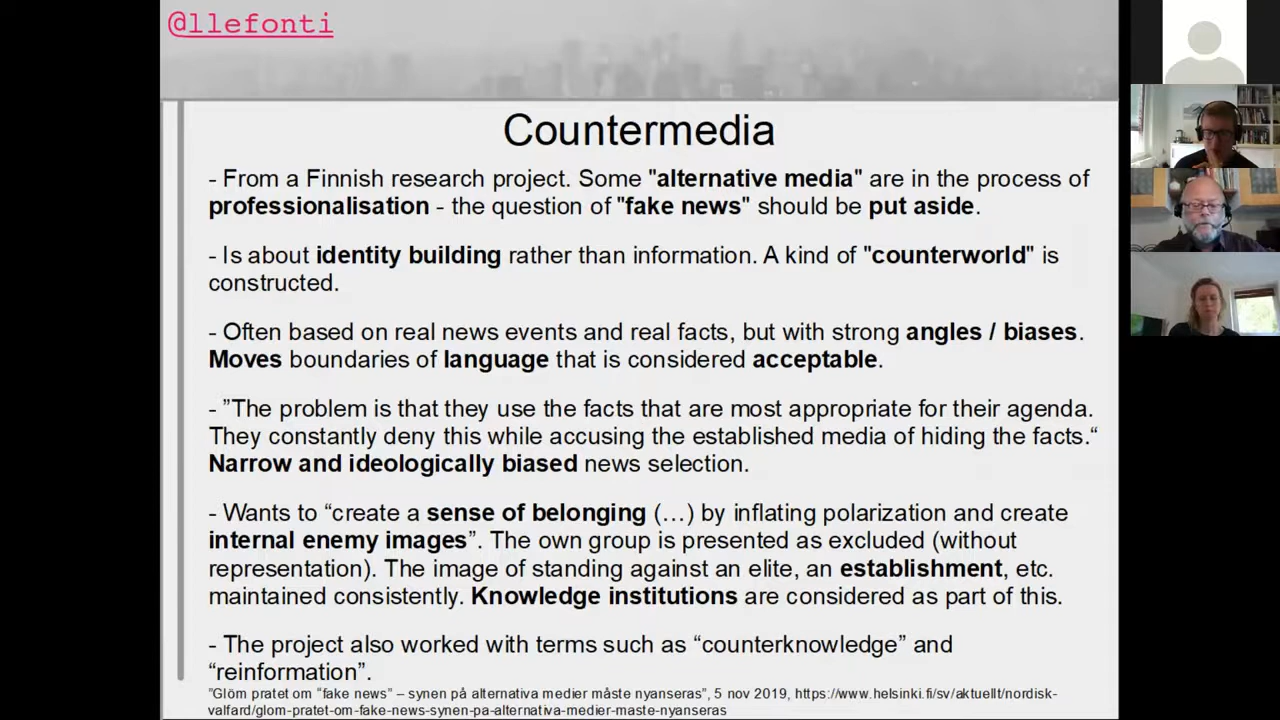 @llefonti
Countermedia
- From a Finnish research project. Some "alternative media" are in the process of
professionalisation - the question of "fake news" should be put aside.
- Is about identity building rather than information. A kind of "counterworld" is
constructed.
- Often based on real news events and real facts, but with strong angles / biases.
Moves boundaries of language that is considered acceptable.
- ”The problem is that they use the facts that are most appropriate for their agenda.
They constantly deny this while accusing the established media of hiding the facts.“
Narrow and ideologically biased news selection.
- Wants to “create a sense of belonging (…) by inflating polarization and create
internal enemy images”. The own group is presented as excluded (without
representation). The image of standing against an elite, an establishment, etc.
maintained consistently. Knowledge institutions are considered as part of this.
- The project also worked with terms such as “counterknowledge” and
“reinformation”.
”Glöm pratet om “fake news” – synen på alternativa medier måste nyanseras”, 5 nov 2019, https://www.helsinki.fi/sv/aktuellt/nordisk-
valfard/glom-pratet-om-fake-news-synen-pa-alternativa-medier-maste-nyanseras